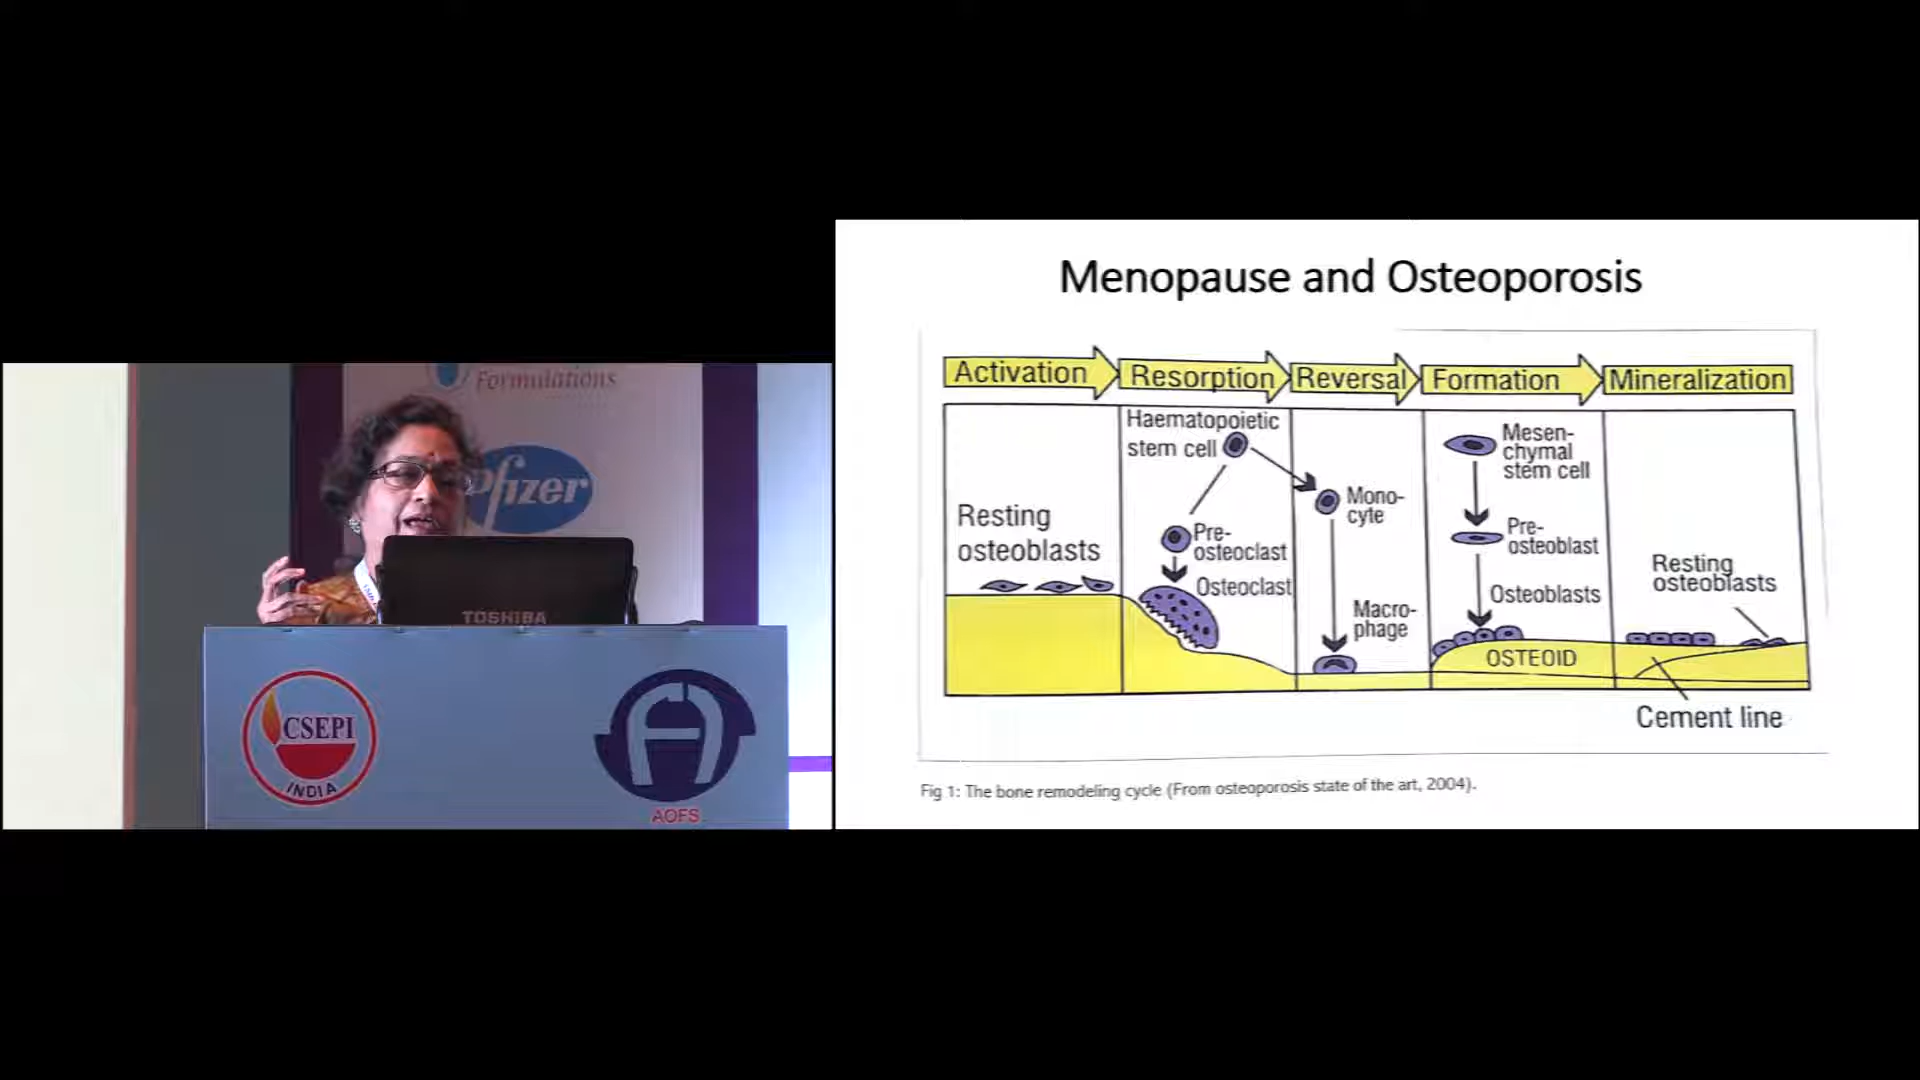 Formulations
Pfizer
TOSHIBA
CSEPI
INDIA
AOFS
Menopause and Osteoporosis
Activation
Resorption
Reversal
Formation
Mineralization
Resting
osteoblasts
Haematopoietic
stem cell
Pre-
osteoclast
Osteoclast
Mono-
cyte
Macro-
phage
Mesen-
chymal
stem cell
Pre-
osteoblast
Osteoblasts
OSTEOID
Resting
osteoblasts
Cement line
Fig 1: The bone remodeling cycle (From osteoporosis state of the art, 2004).